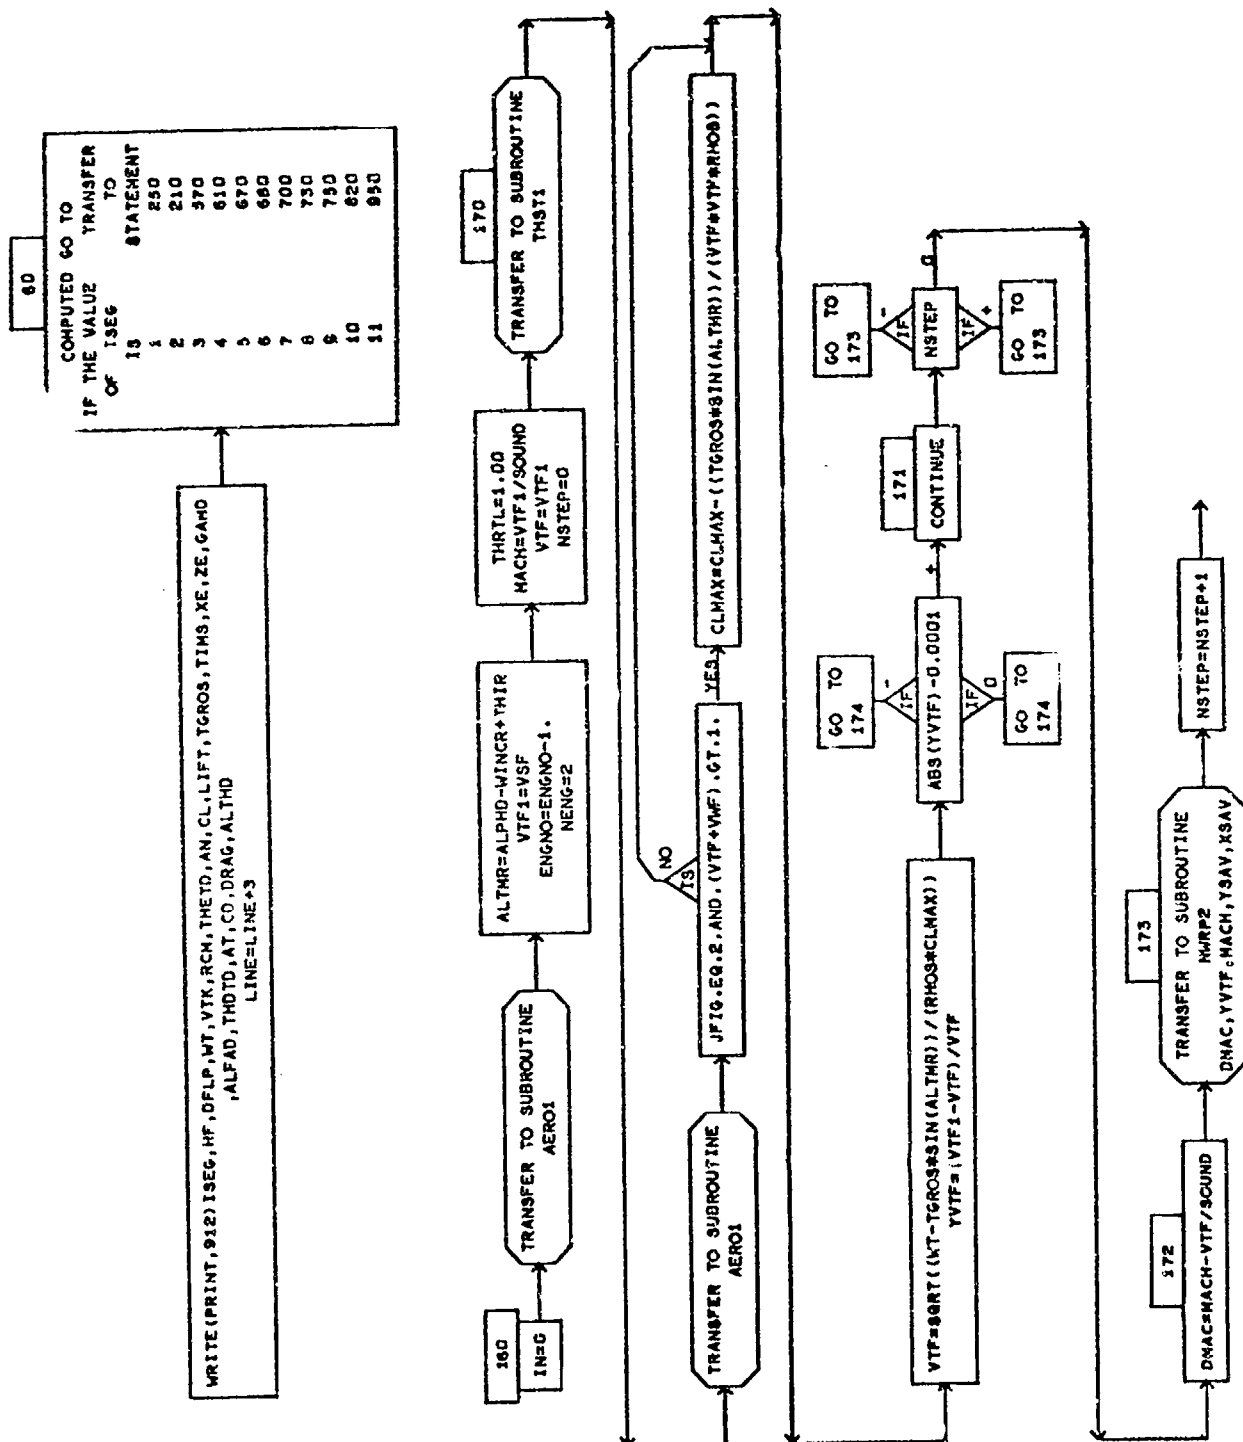 WRITE(PRINT,912)ISEG,HF,DFLP,WT,VTK,RCM,THETD,AN,CL,LIFT,TGROS,TIMS,XE,ZE,GAMD
,ALFAD,THDTD,AT,CD,DRAG,ALTHD
LINE=LINE+3
60
COMPUTED GO TO
IF THE VALUE TRANSFER
OF ISEG TO
IS STATEMENT
1 250
2 210
3 370
4 610
5 670
6 680
7 700
8 730
9 750
10 820
11 950
160
IN=0
TRANSFER TO SUBROUTINE
AERO1
ALTMR=ALPHD-WINCR+THIR
VTF1=VSF
ENGNO=ENGNO-1.
NENG=2
THRTL=1.00
MACH=VTF1/SOUND
VTF=VTF1
NSTEP=0
170
TRANSFER TO SUBROUTINE
THST1
TRANSFER TO SUBROUTINE
AERO1
NO
IS
JFIG.EQ.2.AND.(VTF+VWF).GT.1.
YES
CLMAX=CLMAX-((TGROS*SIN(ALTMR))/(VTF*VTF*RHOS))
VTF=SQRT((WT-TGROS*SIN(ALTMR))/(RHOS*CLMAX))
YVTF=(VTF1-VTF)/VTF
GO TO
174
-
IF
ABS(YVTF)-0.0001
+
IF
0
GO TO
174
171
CONTINUE
GO TO
173
-
IF
NSTEP
0
IF
+
GO TO
173
172
DMAC=MACH-VTF/SOUND
173
TRANSFER TO SUBROUTINE
NWRP2
DMAC,YVTF,MACH,YSAV,XSAV
NSTEP=NSTEP+1